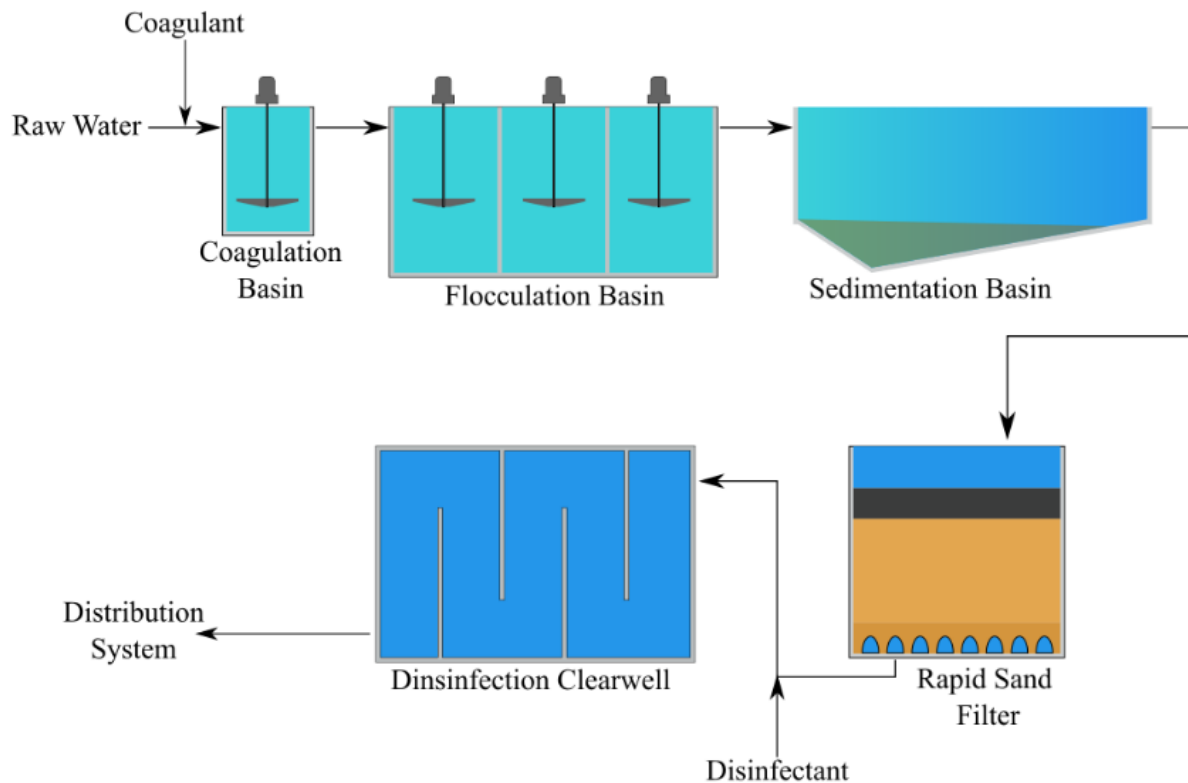 Coagulant
Raw Water
Coagulation
Basin
Flocculation Basin
Sedimentation Basin
Distribution
System
Dinsinfection Clearwell
Rapid Sand
Filter
Disinfectant